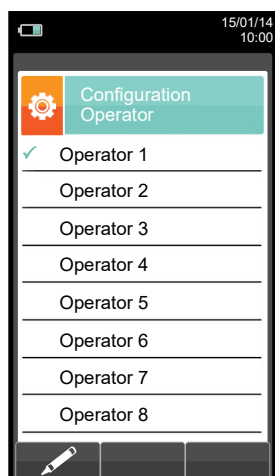 15/01/14
10:00
Configuration
Operator
Operator 1
Operator 2
Operator 3
Operator 4
Operator 5
Operator 6
Operator 7
Operator 8